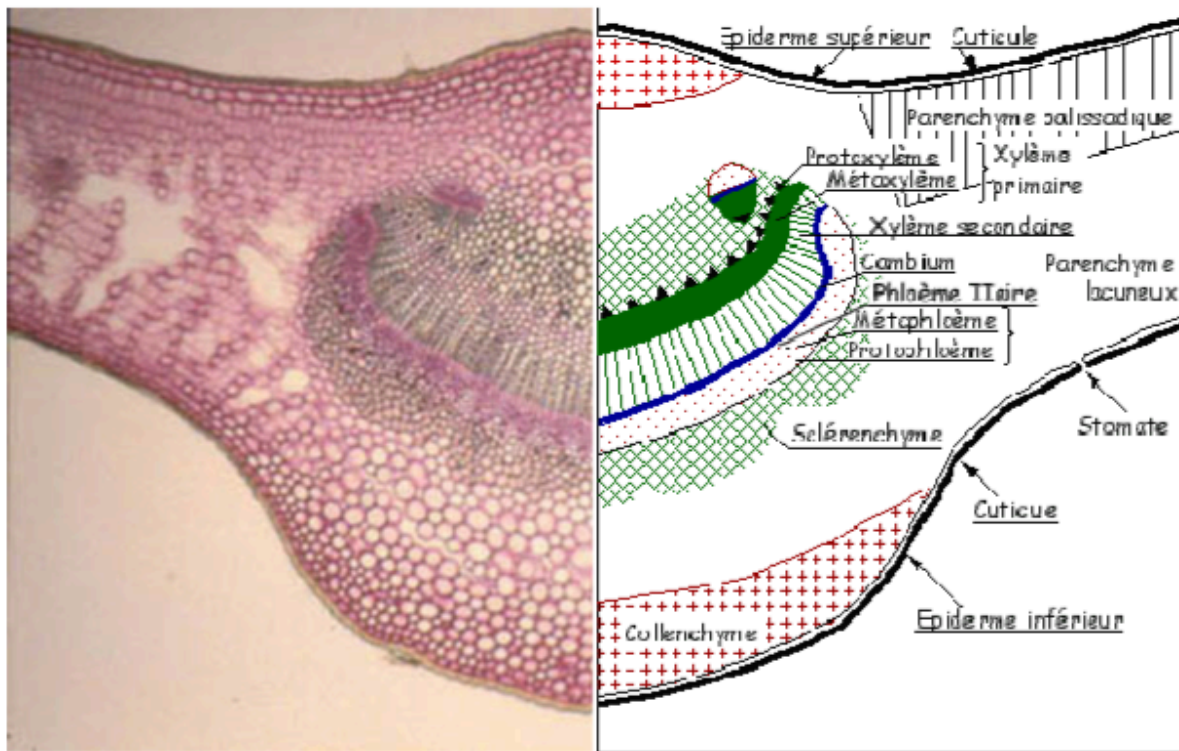 Epiderme supérieur
Cuticule
Parenchyme palissadique
Protoxylème
Métaxylème
Xylème
primaire
Xylème secondaire
Cambium
Parenchyme
lacuneux
Phloème IIaire
Métaphloème
Protophloème
Sclérenchyme
Stomate
Cuticue
Epiderme inférieur
Collenchyme